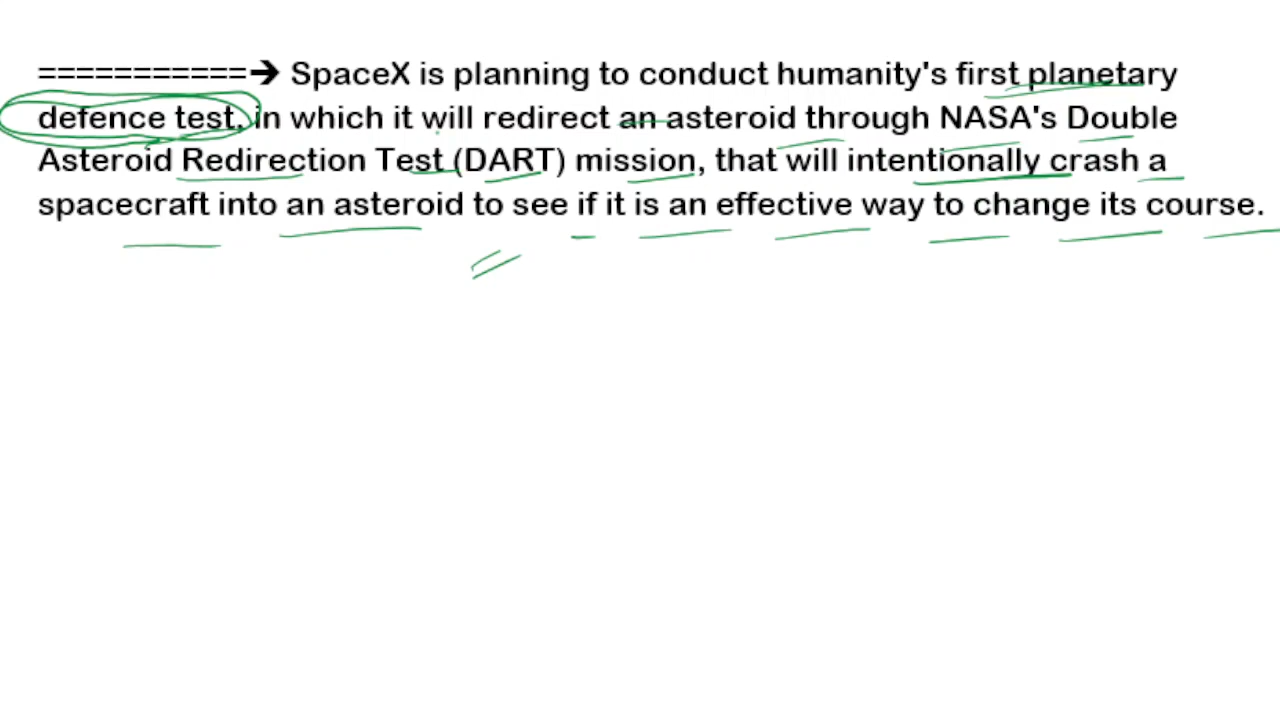 ===========➔ SpaceX is planning to conduct humanity's first planetary
defence test, in which it will redirect an asteroid through NASA's Double
Asteroid Redirection Test (DART) mission, that will intentionally crash a
spacecraft into an asteroid to see if it is an effective way to change its course.